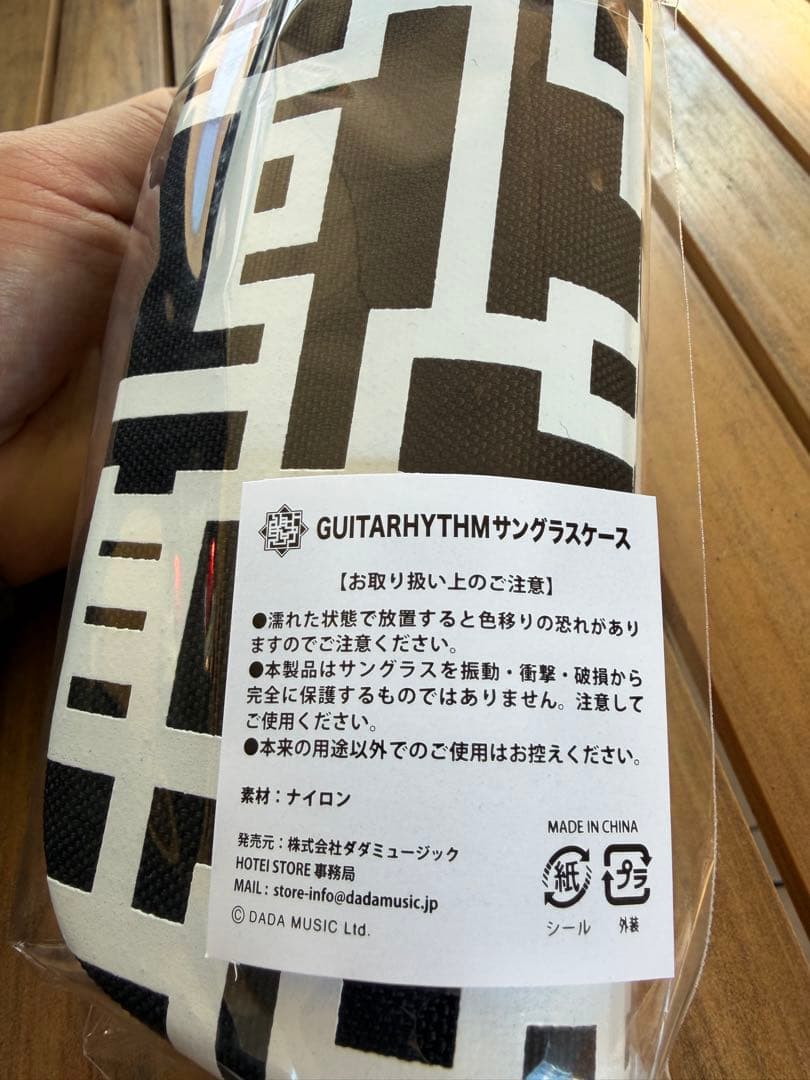 GUITARHYTHMサングラスケース
【お取り扱い上のご注意】
●濡れた状態で放置すると色移りの恐れがあり
ますのでご注意ください。
●本製品はサングラスを振動・衝撃・破損から
完全に保護するものではありません。注意して
ご使用ください。
●本来の用途以外でのご使用はお控えください。
素材：ナイロン
発売元：株式会社ダダミュージック
HOTEI STORE 事務局
MAIL : store-info@dadamusic.jp
Ⓒ DADA MUSIC Ltd.
MADE IN CHINA
紙 プラ
シール 外装